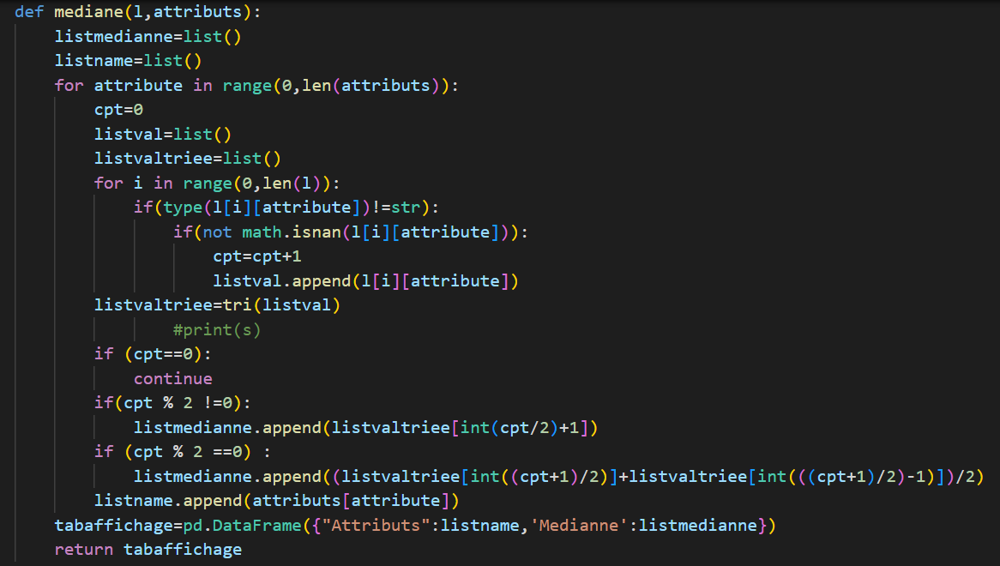 def mediane(l,attributs):
    listmedianne=list()
    listname=list()
    for attribute in range(0,len(attributs)):
        cpt=0
        listval=list()
        listvaltriee=list()
        for i in range(0,len(l)):
            if(type(l[i][attribute])!=str):
                if(not math.isnan(l[i][attribute])):
                    cpt=cpt+1
                    listval.append(l[i][attribute])
        listvaltriee=tri(listval)
                #print(s)
        if (cpt==0):
            continue
        if(cpt % 2 !=0):
            listmedianne.append(listvaltriee[int(cpt/2)+1])
        if (cpt % 2 ==0) :
            listmedianne.append((listvaltriee[int((cpt+1)/2)]+listvaltriee[int(((cpt+1)/2)-1)])/2)
        listname.append(attributs[attribute])
    tabaffichage=pd.DataFrame({"Attributs":listname,'Medianne':listmedianne})
    return tabaffichage